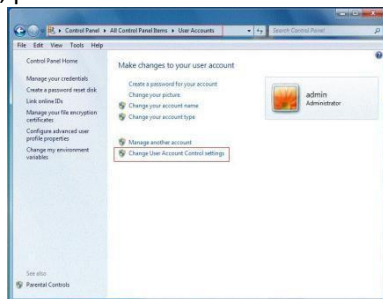 Control Panel ▸ All Control Panel Items ▸ User Accounts
Search Control Panel
File Edit View Tools Help
Control Panel Home
Manage your credentials
Create a password reset disk
Link online IDs
Manage your file encryption
certificates
Configure advanced user
profile properties
Change my environment
variables
See also
Parental Controls
Make changes to your user account
Create a password for your account
Change your picture
Change your account name
Change your account type
Manage another account
Change User Account Control settings
admin
Administrator